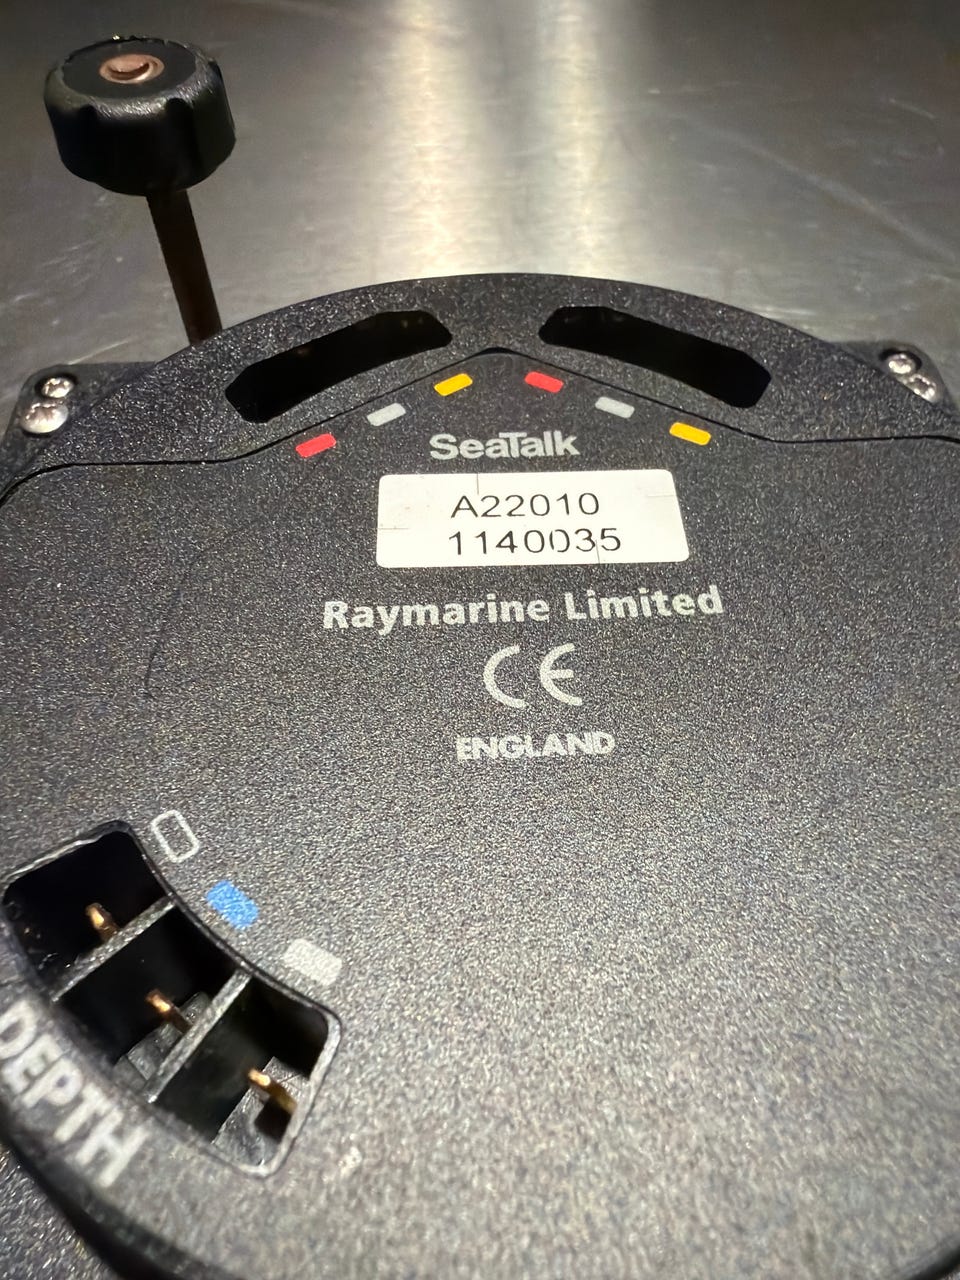 SeaTalk
A22010
1140035
Raymarine Limited
CE
ENGLAND
DEPTH